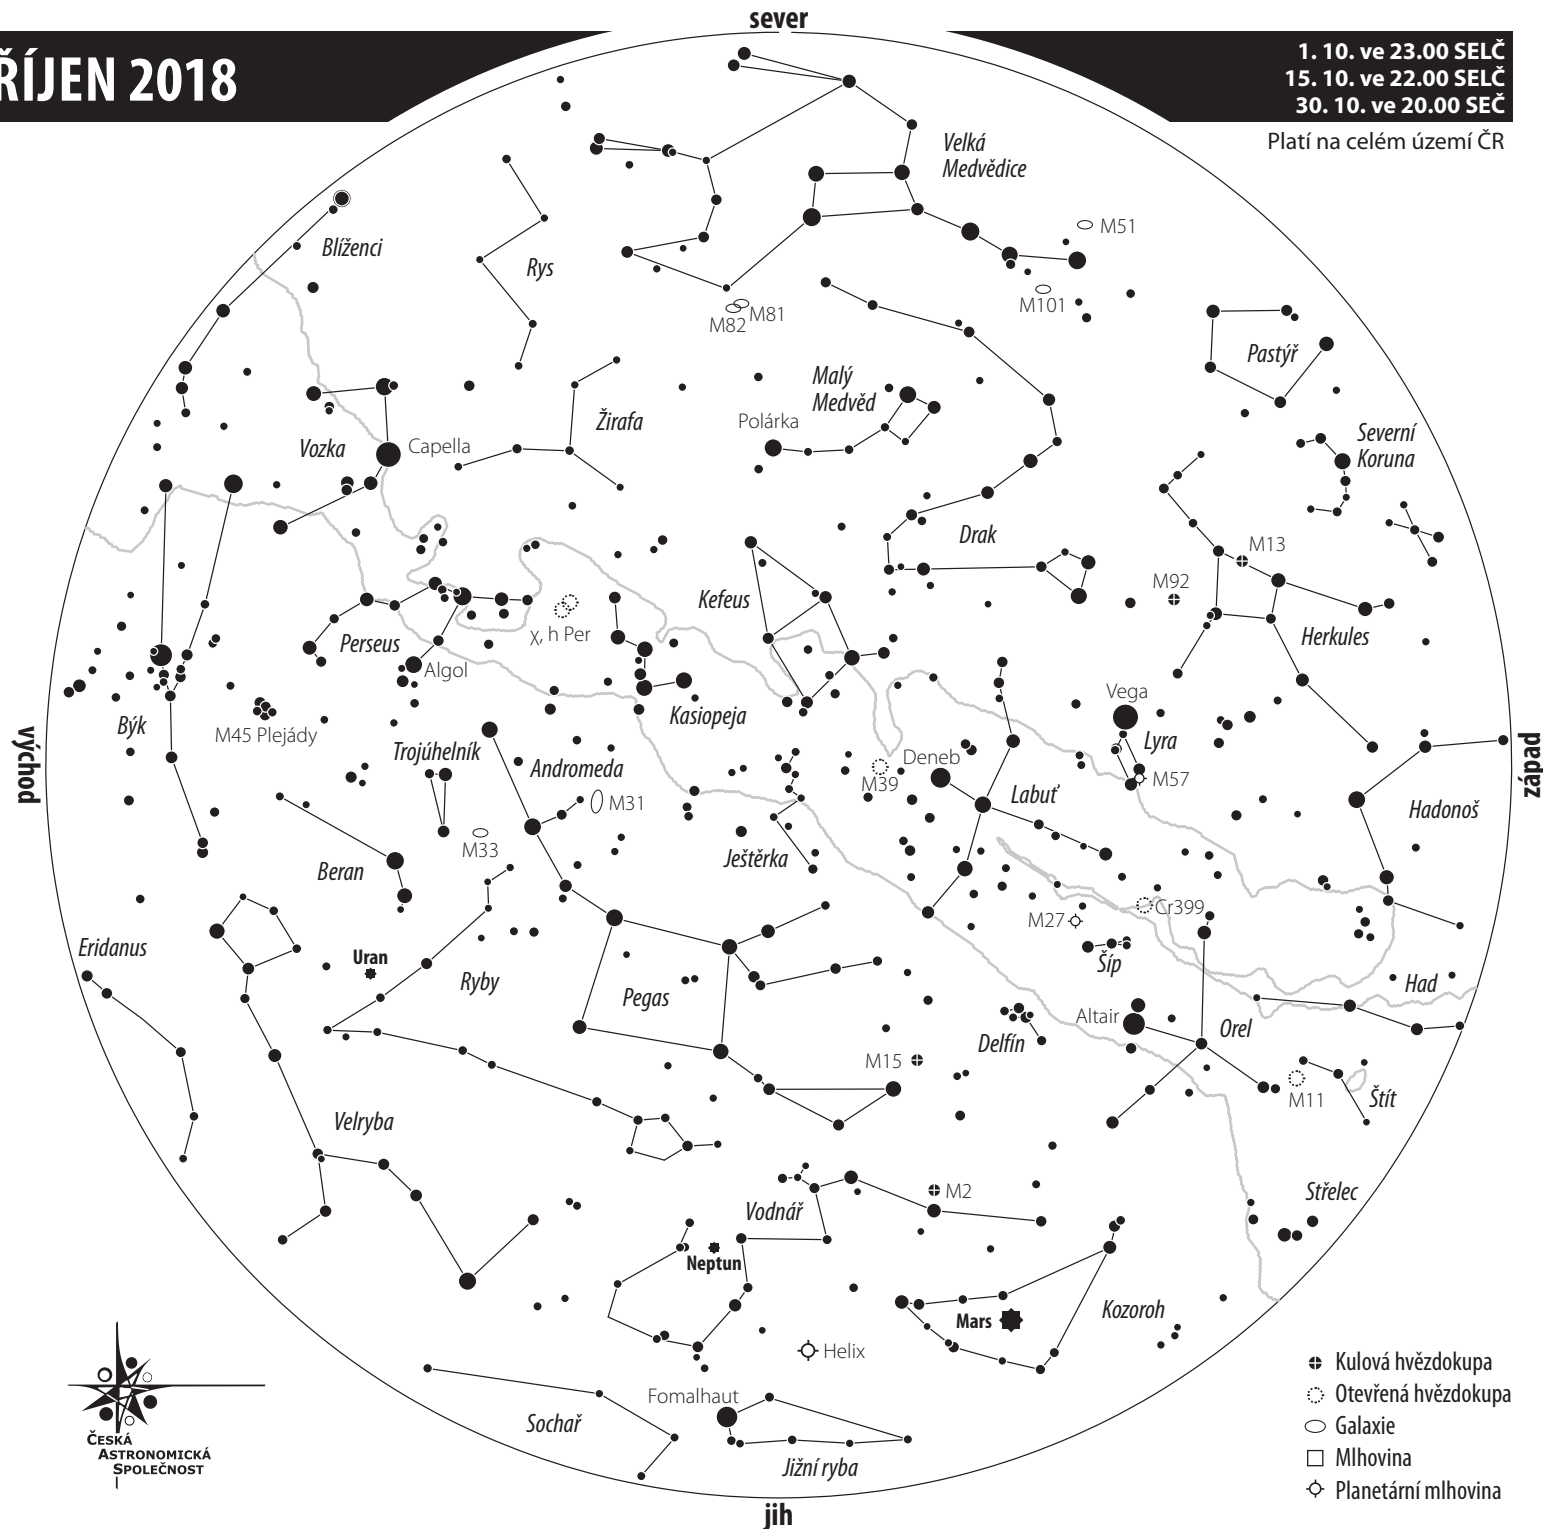 sever
ŘÍJEN 2018
1. 10. ve 23.00 SELČ
15. 10. ve 22.00 SELČ
30. 10. ve 20.00 SEČ
Platí na celém území ČR
Velká
Medvědice
M51
Blíženci
Rys
M101
M82
M81
Pastýř
Malý
Medvěd
Žirafa
Polárka
Severní
Koruna
Vozka
Capella
Drak
M13
M92
Kefeus
χ, h Per
Perseus
Herkules
Algol
Vega
Kasiopeja
Býk
M45 Plejády
Lyra
východ
západ
Trojúhelník
Andromeda
Deneb
M39
M57
Labuť
M31
Hadonoš
M33
Ještěrka
Beran
M27
Cr399
Eridanus
Uran
Šíp
Ryby
Pegas
Had
Altair
Orel
Delfín
M15
M11
Štít
Velryba
M2
Střelec
Vodnář
Neptun
Mars
Kozoroh
Helix
Fomalhaut
Sochař
Jižní ryba
jih
ČESKÁ
ASTRONOMICKÁ
SPOLEČNOST
Kulová hvězdokupa
Otevřená hvězdokupa
Galaxie
Mlhovina
Planetární mlhovina